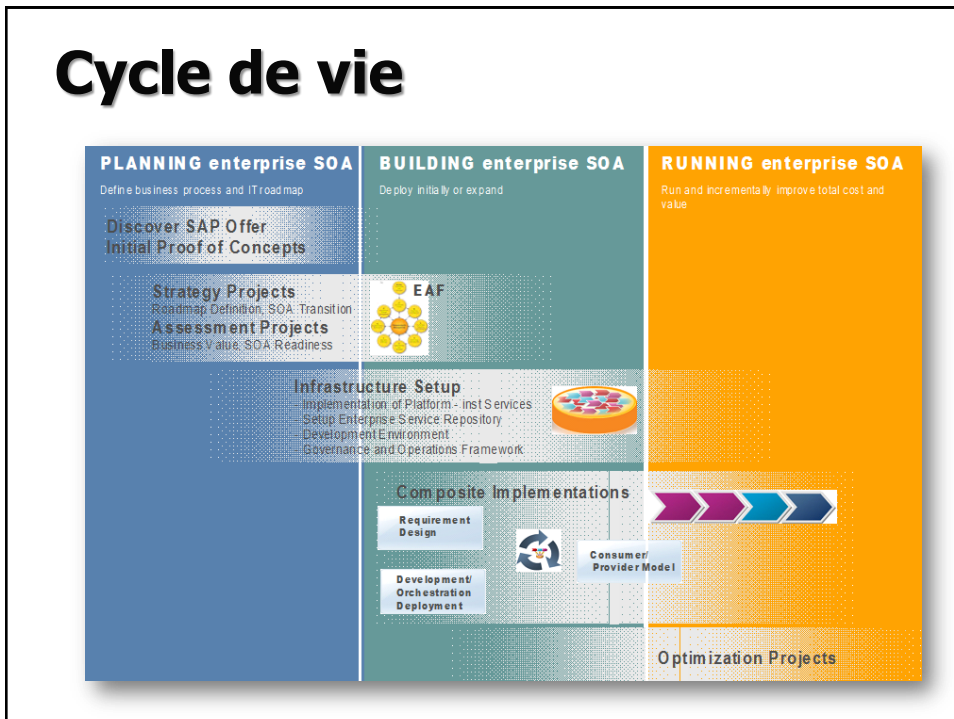 Cycle de vie
PLANNING enterprise SOA
Define business process and IT roadmap
BUILDING enterprise SOA
Deploy initially or expand
RUNNING enterprise SOA
Run and incrementally improve total cost and
value
Discover SAP Offer
Initial Proof of Concepts
Strategy Projects
Roadmap Definition, SOA Transition
Assessment Projects
Business Value, SOA Readiness
EAF
Infrastructure Setup
- Implementation of Platform - inst Services
- Setup Enterprise Service Repository
- Development Environment
- Governance and Operations Framework
Composite Implementations
Requirement
Design
Development/
Orchestration
Deployment
Consumer/
Provider Model
Optimization Projects